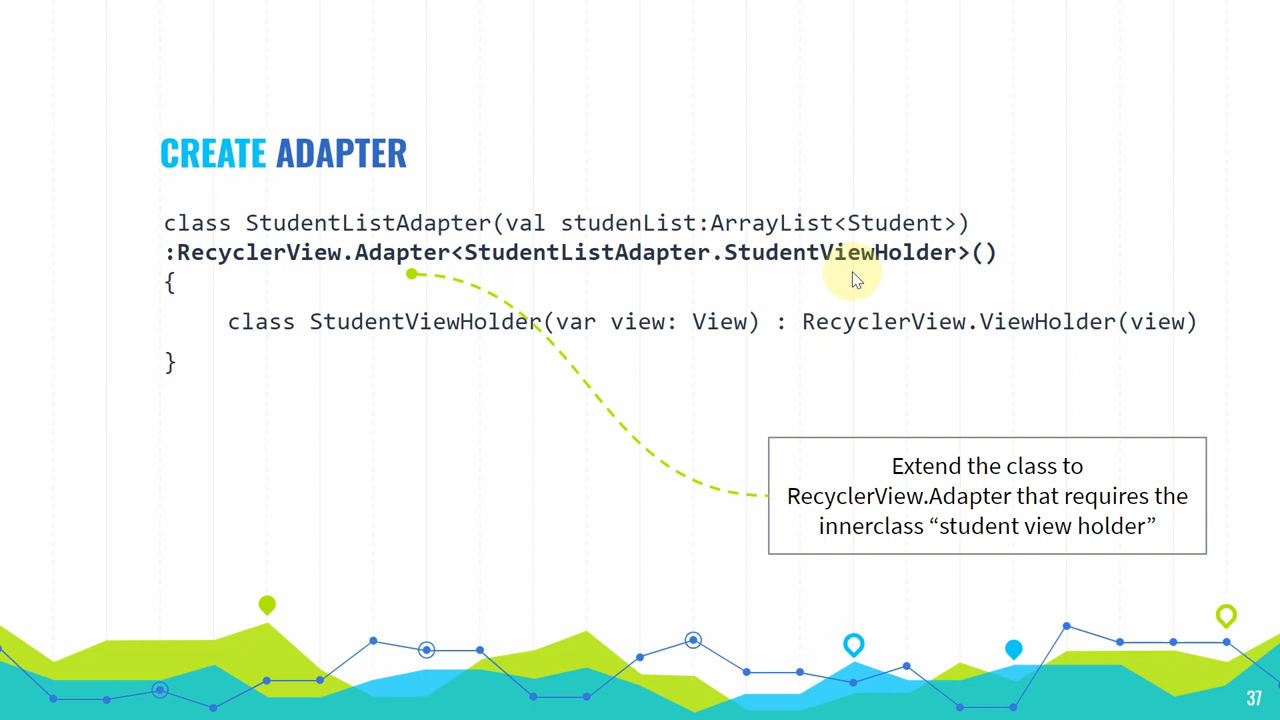 CREATE ADAPTER
class StudentListAdapter(val studenList:ArrayList<Student>)
:RecyclerView.Adapter<StudentListAdapter.StudentViewHolder>()
{
class StudentViewHolder(var view: View) : RecyclerView.ViewHolder(view)
}
Extend the class to
RecyclerView.Adapter that requires the
innerclass “student view holder”
37